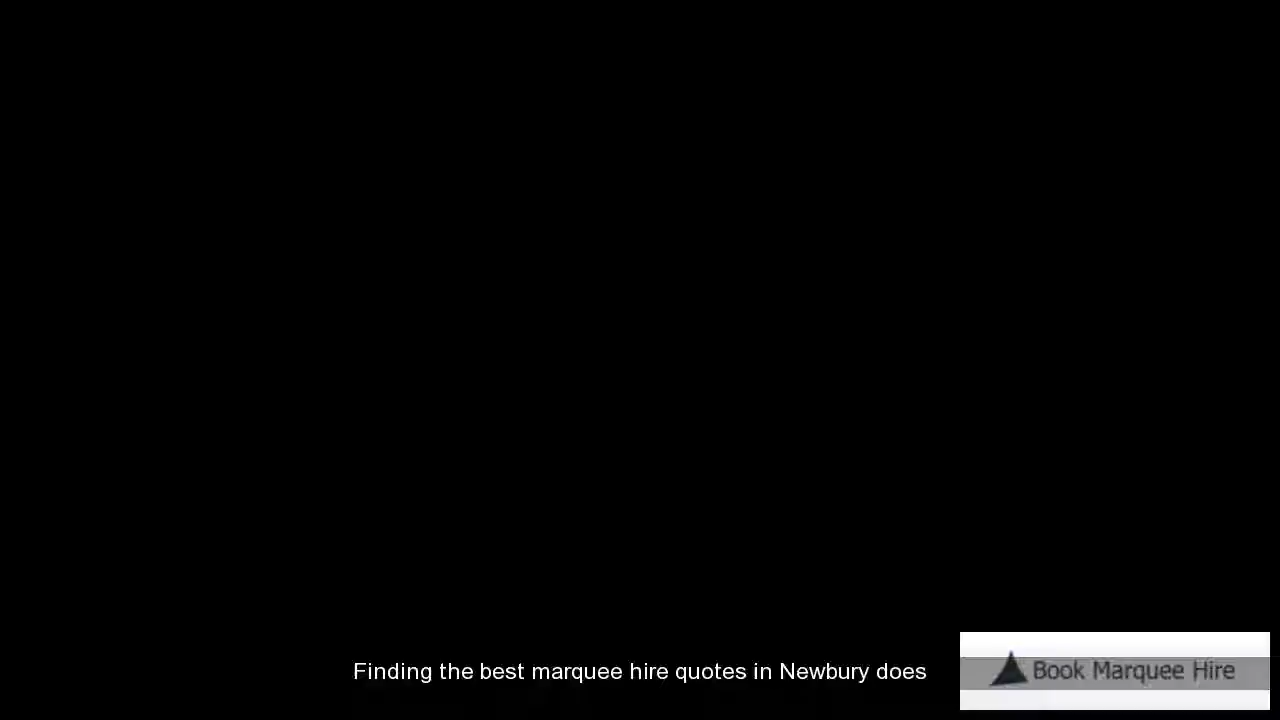 Finding the best marquee hire quotes in Newbury does
Book Marquee Hire